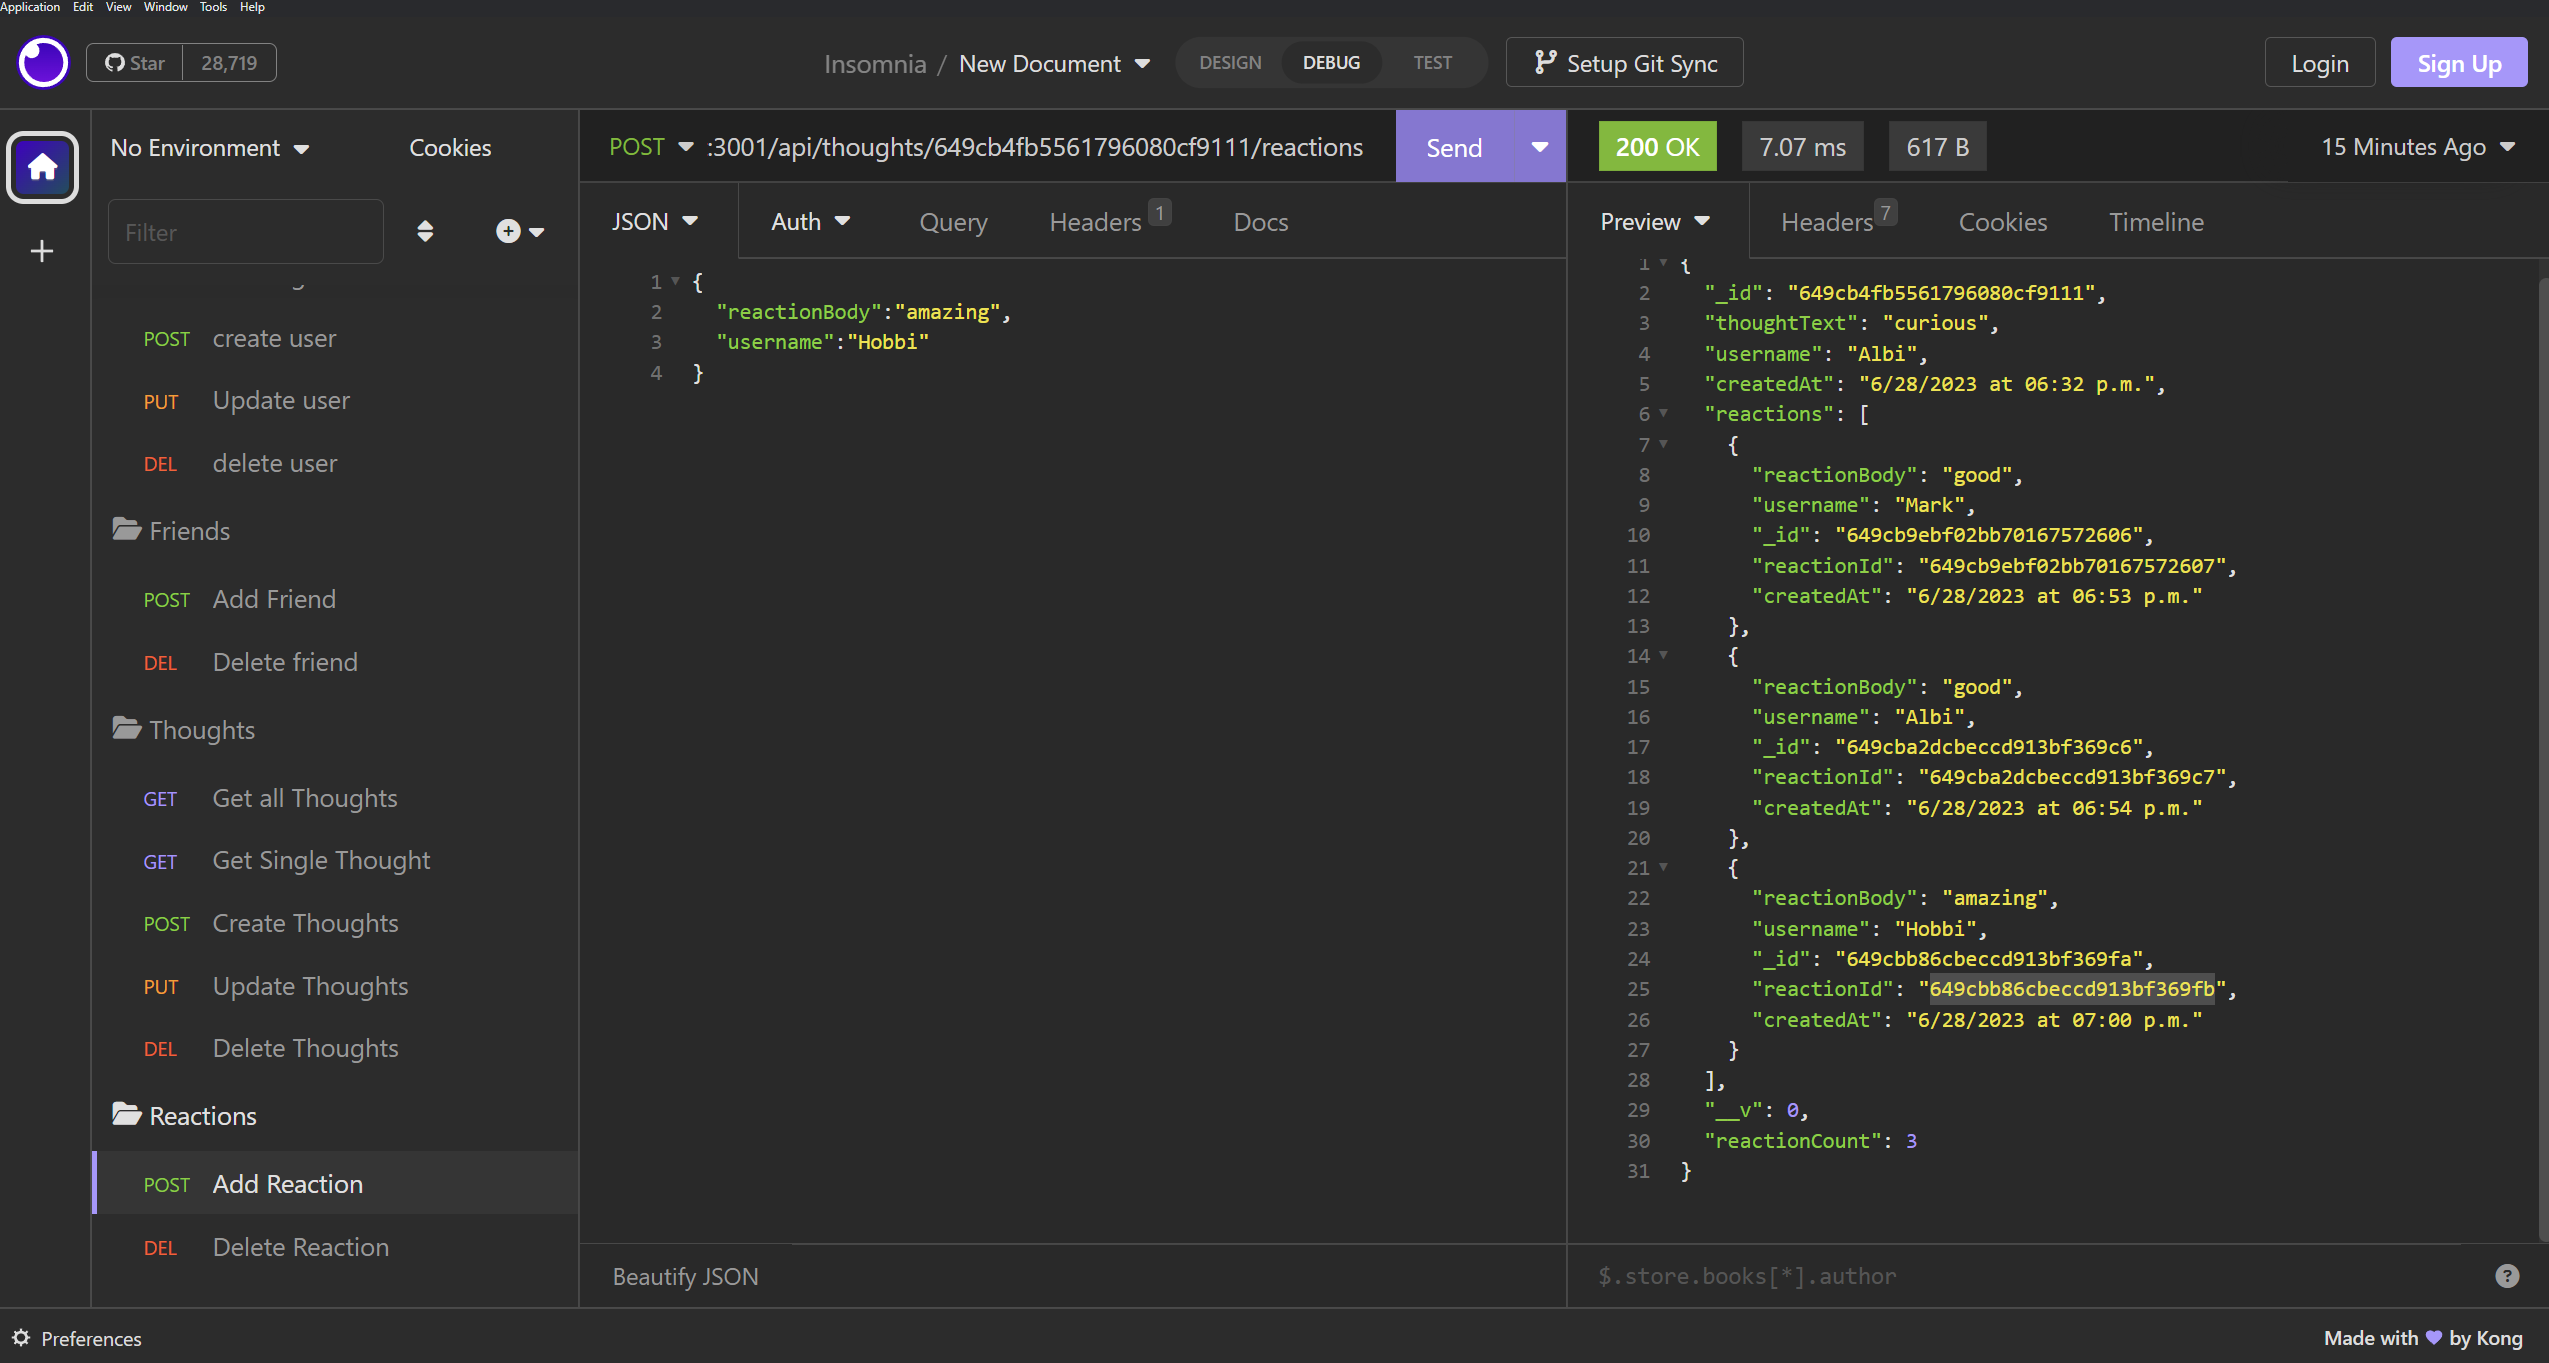 Application Edit View Window Tools Help
Star 28,719
Insomnia / New Document
DESIGN DEBUG TEST
Setup Git Sync
Login
Sign Up
No Environment
Cookies
Filter
POST create user
PUT Update user
DEL delete user
Friends
POST Add Friend
DEL Delete friend
Thoughts
GET Get all Thoughts
GET Get Single Thought
POST Create Thoughts
PUT Update Thoughts
DEL Delete Thoughts
Reactions
POST Add Reaction
DEL Delete Reaction
POST :3001/api/thoughts/649cb4fb5561796080cf9111/reactions
Send
JSON Auth Query Headers 1 Docs
1 {
2 "reactionBody":"amazing",
3 "username":"Hobbi"
4 }
Beautify JSON
200 OK 7.07 ms 617 B 15 Minutes Ago
Preview Headers 7 Cookies Timeline
1 {
2 "_id": "649cb4fb5561796080cf9111",
3 "thoughtText": "curious",
4 "username": "Albi",
5 "createdAt": "6/28/2023 at 06:32 p.m.",
6 "reactions": [
7 {
8 "reactionBody": "good",
9 "username": "Mark",
10 "_id": "649cb9ebf02bb70167572606",
11 "reactionId": "649cb9ebf02bb70167572607",
12 "createdAt": "6/28/2023 at 06:53 p.m."
13 },
14 {
15 "reactionBody": "good",
16 "username": "Albi",
17 "_id": "649cba2dcbeccd913bf369c6",
18 "reactionId": "649cba2dcbeccd913bf369c7",
19 "createdAt": "6/28/2023 at 06:54 p.m."
20 },
21 {
22 "reactionBody": "amazing",
23 "username": "Hobbi",
24 "_id": "649cbb86cbeccd913bf369fa",
25 "reactionId": "649cbb86cbeccd913bf369fb",
26 "createdAt": "6/28/2023 at 07:00 p.m."
27 }
28 ],
29 "__v": 0,
30 "reactionCount": 3
31 }
$.store.books[*].author
?
Preferences
Made with 💜 by Kong